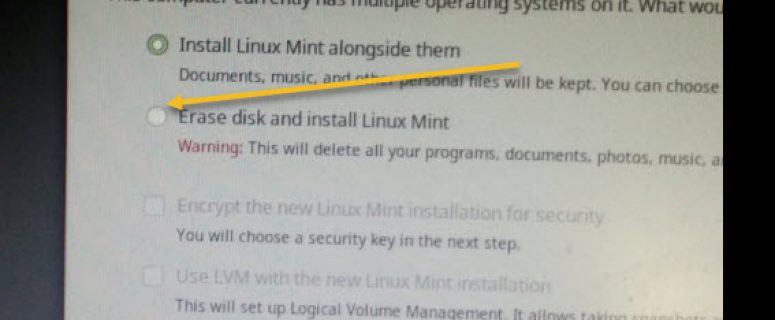 computer currently has multiple operating systems on it. What wou
Install Linux Mint alongside them
Documents, music, and other personal files will be kept. You can choose
Erase disk and install Linux Mint
Warning: This will delete all your programs, documents, photos, music, a
Encrypt the new Linux Mint installation for security
You will choose a security key in the next step.
Use LVM with the new Linux Mint installation
This will set up Logical Volume Management. It allows taking snapshots